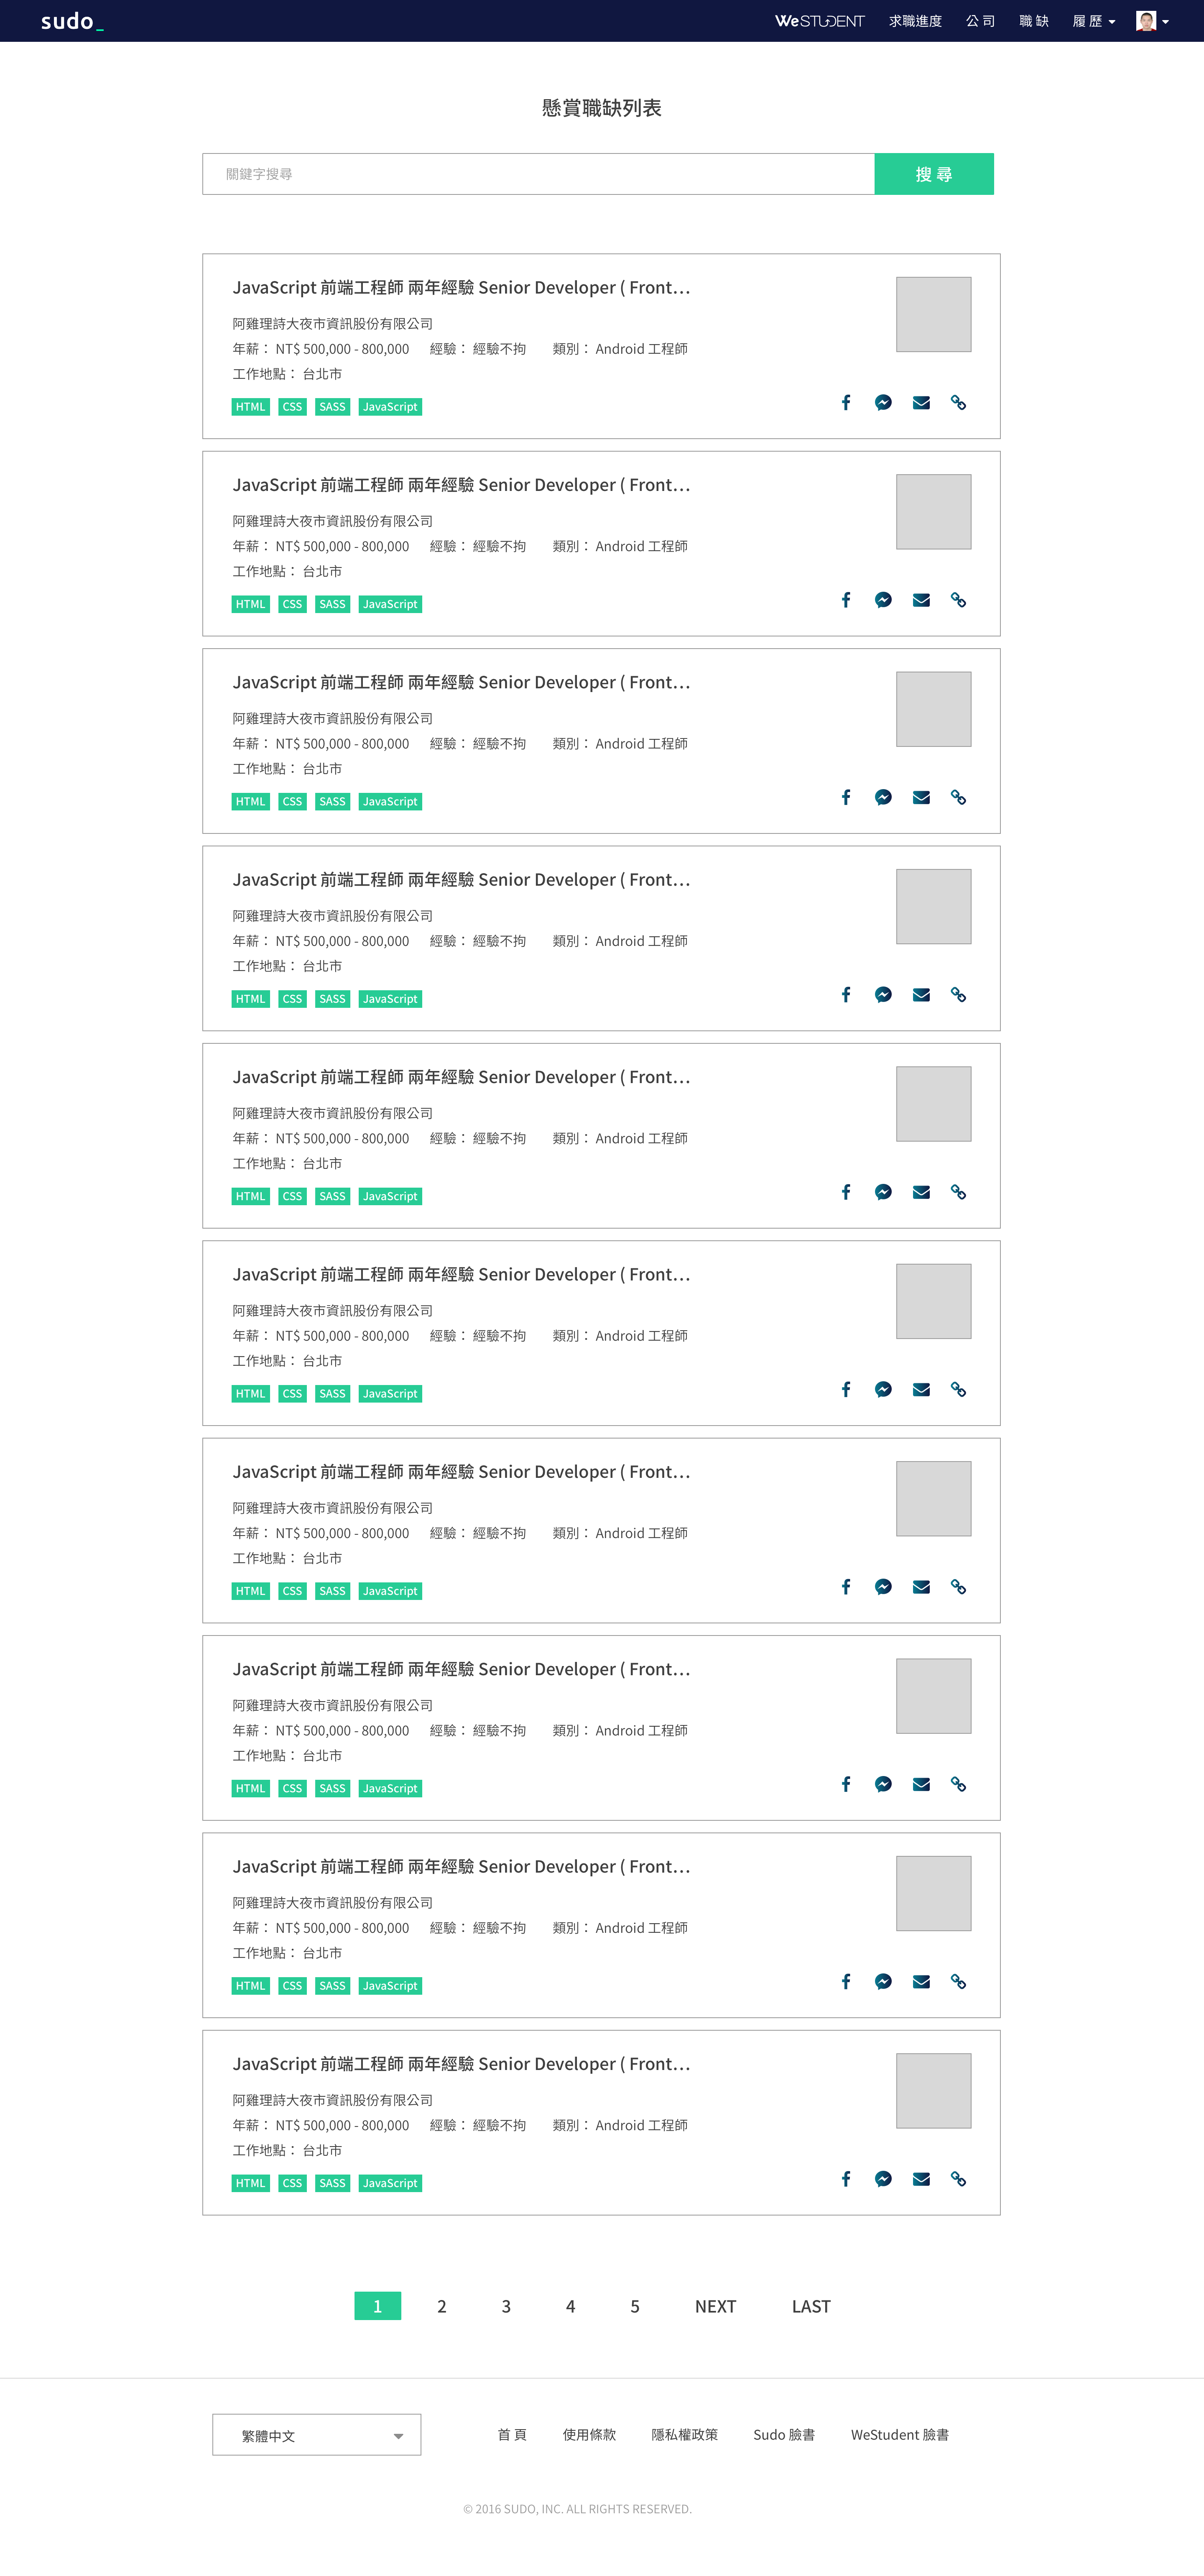 sudo_
WeSTUDENT 求職進度 公司 職缺 履歷
懸賞職缺列表
關鍵字搜尋 搜尋
JavaScript 前端工程師 兩年經驗 Senior Developer ( Front...
阿雞理詩大夜市資訊股份有限公司
年薪： NT$ 500,000 - 800,000 經驗： 經驗不拘 類別： Android 工程師
工作地點： 台北市
HTML CSS SASS JavaScript
JavaScript 前端工程師 兩年經驗 Senior Developer ( Front...
阿雞理詩大夜市資訊股份有限公司
年薪： NT$ 500,000 - 800,000 經驗： 經驗不拘 類別： Android 工程師
工作地點： 台北市
HTML CSS SASS JavaScript
JavaScript 前端工程師 兩年經驗 Senior Developer ( Front...
阿雞理詩大夜市資訊股份有限公司
年薪： NT$ 500,000 - 800,000 經驗： 經驗不拘 類別： Android 工程師
工作地點： 台北市
HTML CSS SASS JavaScript
JavaScript 前端工程師 兩年經驗 Senior Developer ( Front...
阿雞理詩大夜市資訊股份有限公司
年薪： NT$ 500,000 - 800,000 經驗： 經驗不拘 類別： Android 工程師
工作地點： 台北市
HTML CSS SASS JavaScript
JavaScript 前端工程師 兩年經驗 Senior Developer ( Front...
阿雞理詩大夜市資訊股份有限公司
年薪： NT$ 500,000 - 800,000 經驗： 經驗不拘 類別： Android 工程師
工作地點： 台北市
HTML CSS SASS JavaScript
JavaScript 前端工程師 兩年經驗 Senior Developer ( Front...
阿雞理詩大夜市資訊股份有限公司
年薪： NT$ 500,000 - 800,000 經驗： 經驗不拘 類別： Android 工程師
工作地點： 台北市
HTML CSS SASS JavaScript
JavaScript 前端工程師 兩年經驗 Senior Developer ( Front...
阿雞理詩大夜市資訊股份有限公司
年薪： NT$ 500,000 - 800,000 經驗： 經驗不拘 類別： Android 工程師
工作地點： 台北市
HTML CSS SASS JavaScript
JavaScript 前端工程師 兩年經驗 Senior Developer ( Front...
阿雞理詩大夜市資訊股份有限公司
年薪： NT$ 500,000 - 800,000 經驗： 經驗不拘 類別： Android 工程師
工作地點： 台北市
HTML CSS SASS JavaScript
JavaScript 前端工程師 兩年經驗 Senior Developer ( Front...
阿雞理詩大夜市資訊股份有限公司
年薪： NT$ 500,000 - 800,000 經驗： 經驗不拘 類別： Android 工程師
工作地點： 台北市
HTML CSS SASS JavaScript
JavaScript 前端工程師 兩年經驗 Senior Developer ( Front...
阿雞理詩大夜市資訊股份有限公司
年薪： NT$ 500,000 - 800,000 經驗： 經驗不拘 類別： Android 工程師
工作地點： 台北市
HTML CSS SASS JavaScript
1 2 3 4 5 NEXT LAST
繁體中文 首頁 使用條款 隱私權政策 Sudo 臉書 WeStudent 臉書
© 2016 SUDO, INC. ALL RIGHTS RESERVED.